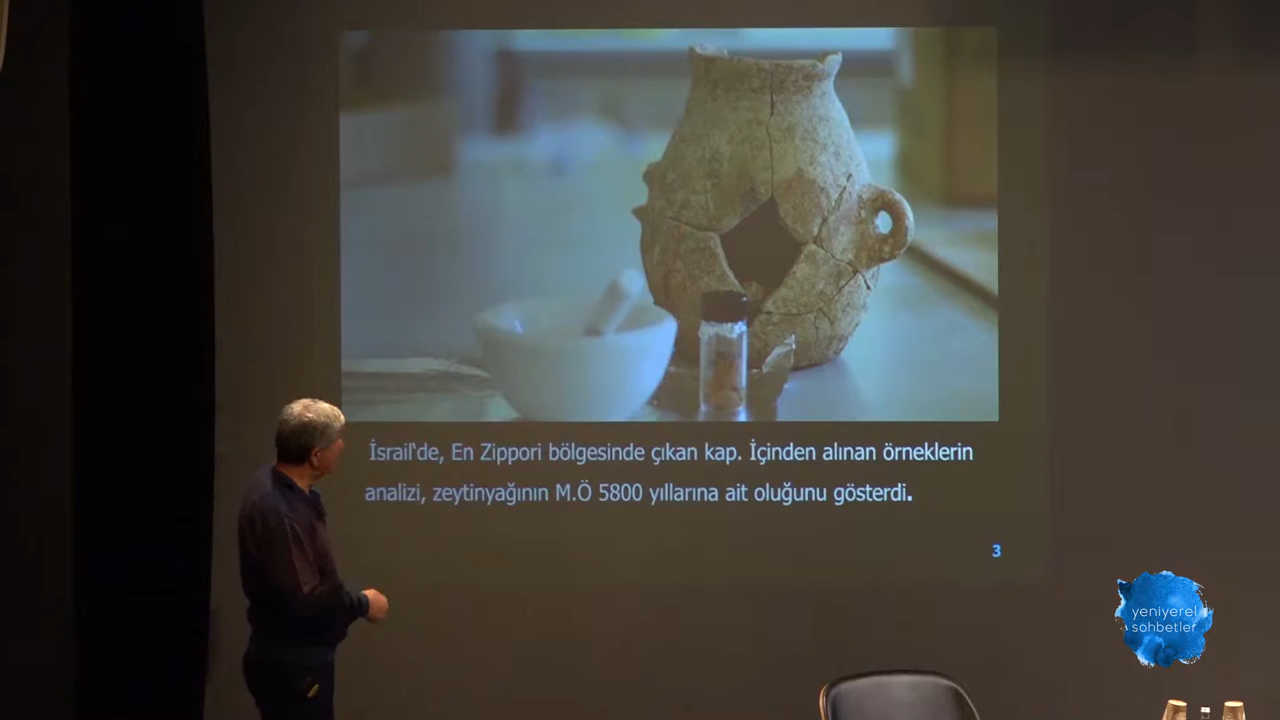 İsrail'de, En Zippori bölgesinde çıkan kap. İçinden alınan örneklerin
analizi, zeytinyağının M.Ö 5800 yıllarına ait oluğunu gösterdi.
3
yeniyerel
sohbetler